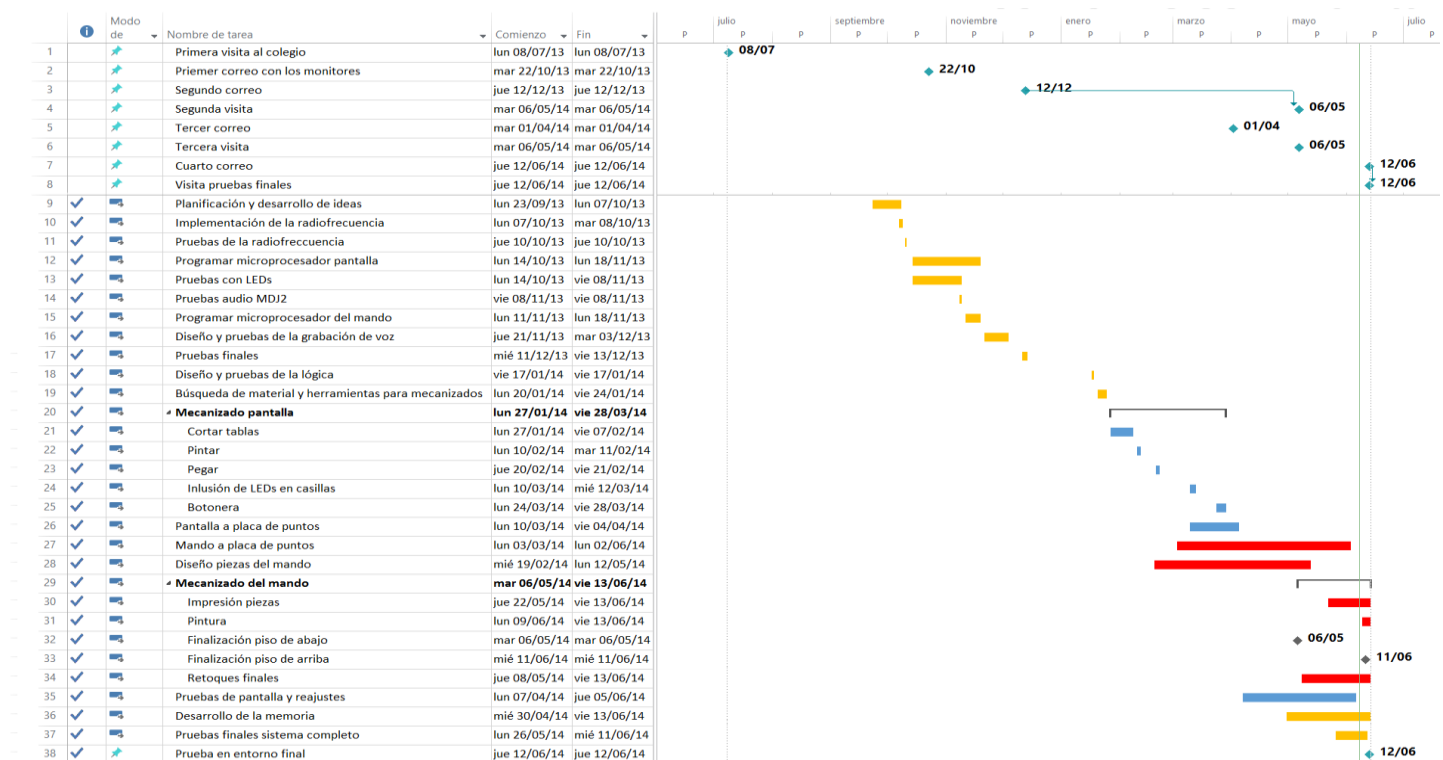 Modo de Nombre de tarea Comienzo Fin
julio septiembre noviembre enero marzo mayo julio
P P P P P P P P P P P P P
1 Primera visita al colegio lun 08/07/13 lun 08/07/13 08/07
2 Priemer correo con los monitores mar 22/10/13 mar 22/10/13 22/10
3 Segundo correo jue 12/12/13 jue 12/12/13 12/12
4 Segunda visita mar 06/05/14 mar 06/05/14 06/05
5 Tercer correo mar 01/04/14 mar 01/04/14 01/04
6 Tercera visita mar 06/05/14 mar 06/05/14 06/05
7 Cuarto correo jue 12/06/14 jue 12/06/14 12/06
8 Visita pruebas finales jue 12/06/14 jue 12/06/14 12/06
9 Planificación y desarrollo de ideas lun 23/09/13 lun 07/10/13
10 Implementación de la radiofrecuencia lun 07/10/13 mar 08/10/13
11 Pruebas de la radiofreccuencia jue 10/10/13 jue 10/10/13
12 Programar microprocesador pantalla lun 14/10/13 lun 18/11/13
13 Pruebas con LEDs lun 14/10/13 vie 08/11/13
14 Pruebas audio MDJ2 vie 08/11/13 vie 08/11/13
15 Programar microprocesador del mando lun 11/11/13 lun 18/11/13
16 Diseño y pruebas de la grabación de voz jue 21/11/13 mar 03/12/13
17 Pruebas finales mié 11/12/13 vie 13/12/13
18 Diseño y pruebas de la lógica vie 17/01/14 vie 17/01/14
19 Búsqueda de material y herramientas para mecanizados lun 20/01/14 vie 24/01/14
20 Mecanizado pantalla lun 27/01/14 vie 28/03/14
21 Cortar tablas lun 27/01/14 vie 07/02/14
22 Pintar lun 10/02/14 mar 11/02/14
23 Pegar jue 20/02/14 vie 21/02/14
24 Inlusión de LEDs en casillas lun 10/03/14 mié 12/03/14
25 Botonera lun 24/03/14 vie 28/03/14
26 Pantalla a placa de puntos lun 10/03/14 vie 04/04/14
27 Mando a placa de puntos lun 03/03/14 lun 02/06/14
28 Diseño piezas del mando mié 19/02/14 lun 12/05/14
29 Mecanizado del mando mar 06/05/14 vie 13/06/14
30 Impresión piezas jue 22/05/14 vie 13/06/14
31 Pintura lun 09/06/14 vie 13/06/14
32 Finalización piso de abajo mar 06/05/14 mar 06/05/14 06/05
33 Finalización piso de arriba mié 11/06/14 mié 11/06/14 11/06
34 Retoques finales jue 08/05/14 vie 13/06/14
35 Pruebas de pantalla y reajustes lun 07/04/14 jue 05/06/14
36 Desarrollo de la memoria mié 30/04/14 vie 13/06/14
37 Pruebas finales sistema completo lun 26/05/14 mié 11/06/14
38 Prueba en entorno final jue 12/06/14 jue 12/06/14 12/06